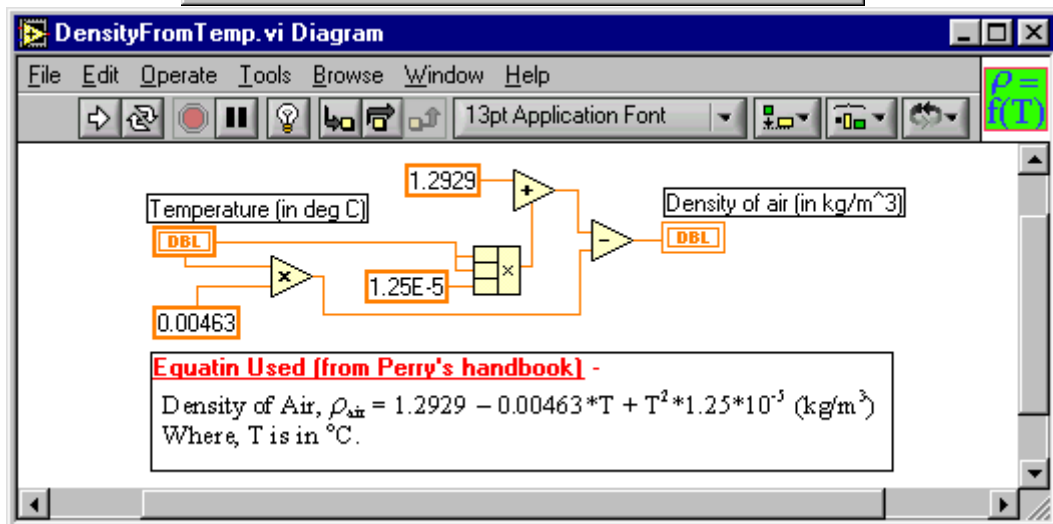 DensityFromTemp.vi Diagram
File Edit Operate Tools Browse Window Help
ρ = f(T)
13pt Application Font
1.2929
+
Temperature (in deg C)
Density of air (in kg/m^3)
DBL
–
DBL
×
×
1.25E-5
0.00463
Equatin Used (from Perry's handbook) -
Density of Air, ρair = 1.2929 – 0.00463*T + T²*1.25*10⁻⁵ (kg/m³)
Where, T is in °C.